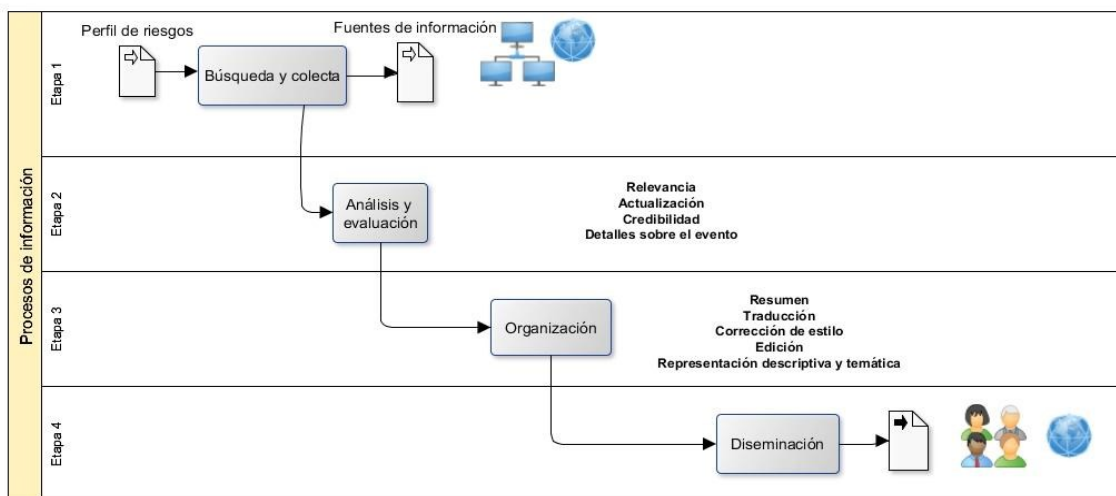 Procesos de información
Etapa 1
Perfil de riesgos
Búsqueda y colecta
Fuentes de información
Etapa 2
Análisis y
evaluación
Relevancia
Actualización
Credibilidad
Detalles sobre el evento
Etapa 3
Organización
Resumen
Traducción
Corrección de estilo
Edición
Representación descriptiva y temática
Etapa 4
Diseminación